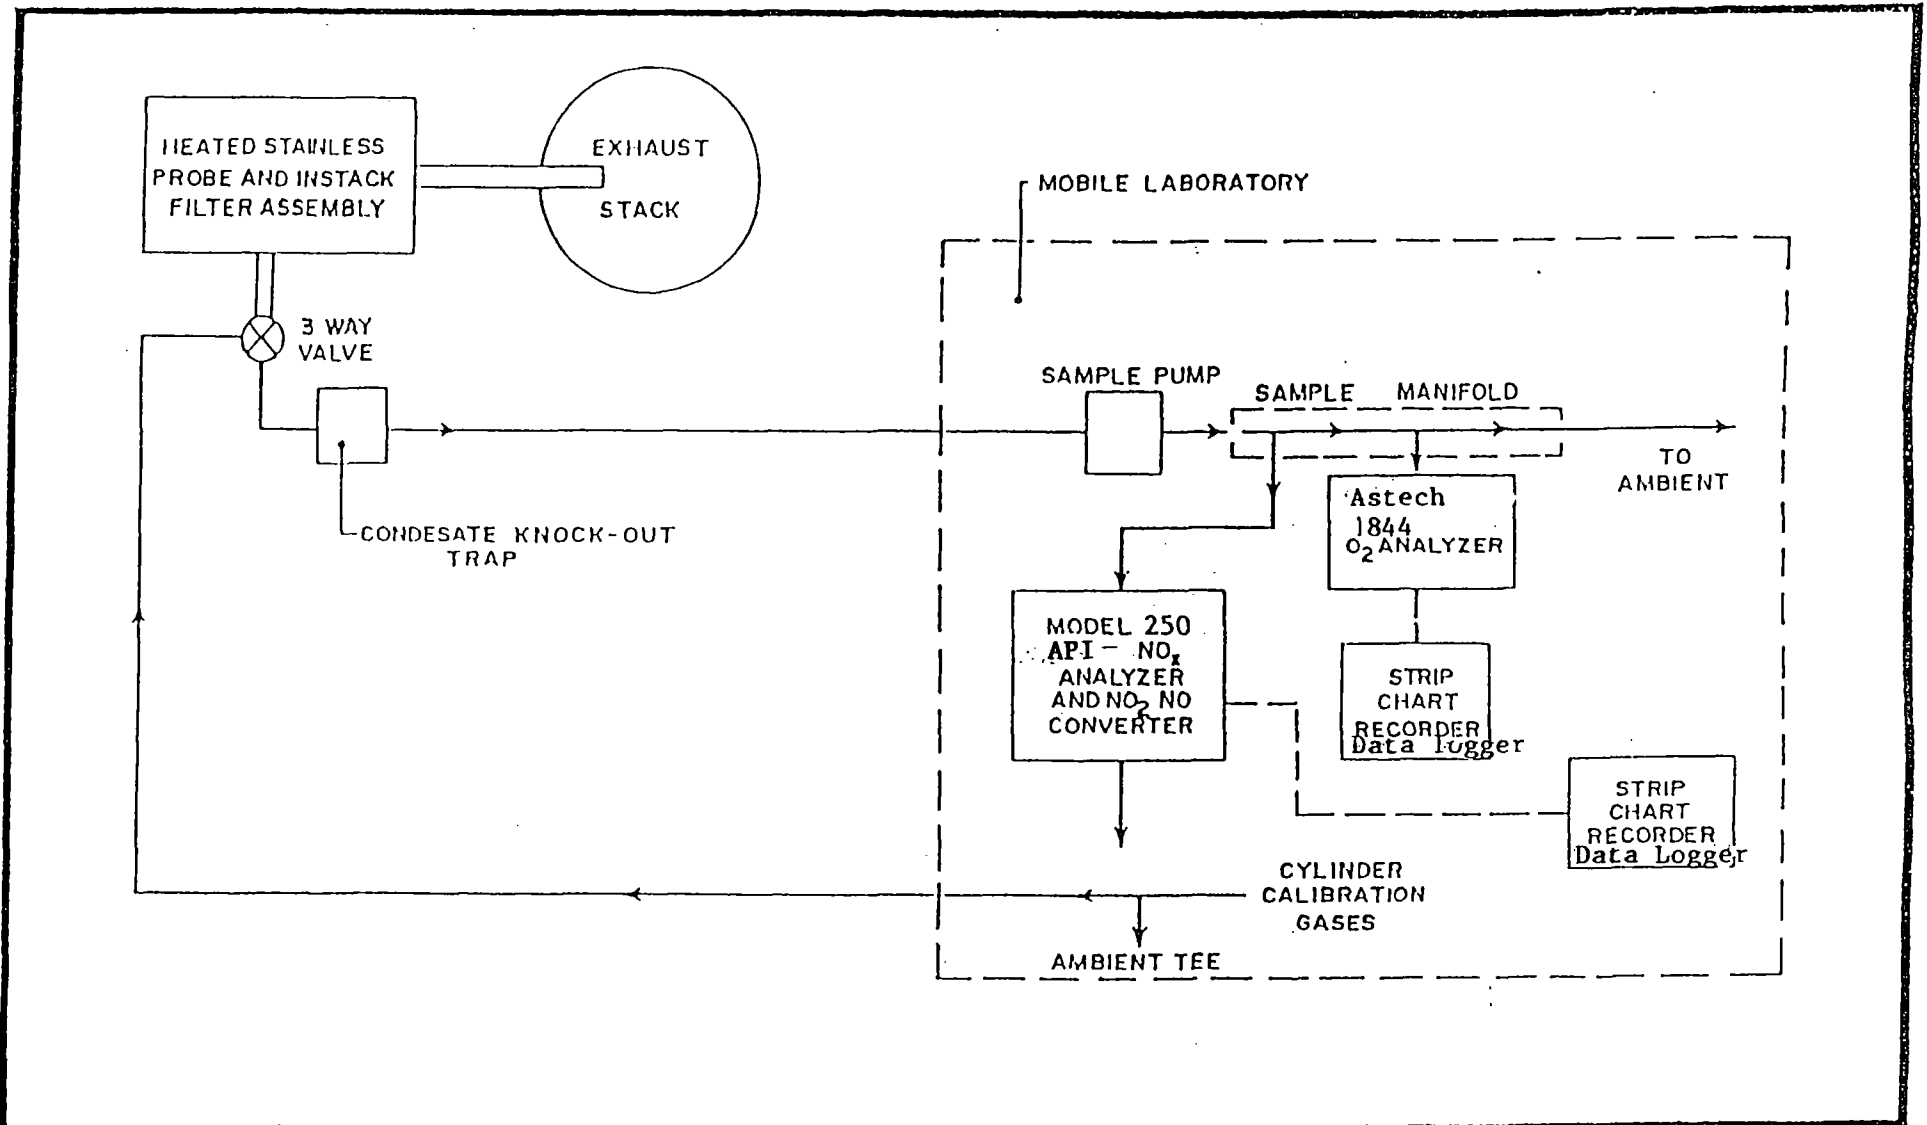 HEATED STAINLESS
PROBE AND INSTACK
FILTER ASSEMBLY
EXHAUST
STACK
3 WAY
VALVE
CONDESATE KNOCK-OUT
TRAP
MOBILE LABORATORY
SAMPLE PUMP
SAMPLE MANIFOLD
TO
AMBIENT
Astech
1844
O2 ANALYZER
MODEL 250
API - NOx
ANALYZER
AND NO2 NO
CONVERTER
STRIP
CHART
RECORDER
Data logger
STRIP
CHART
RECORDER
Data Logger
CYLINDER
CALIBRATION
GASES
AMBIENT TEE